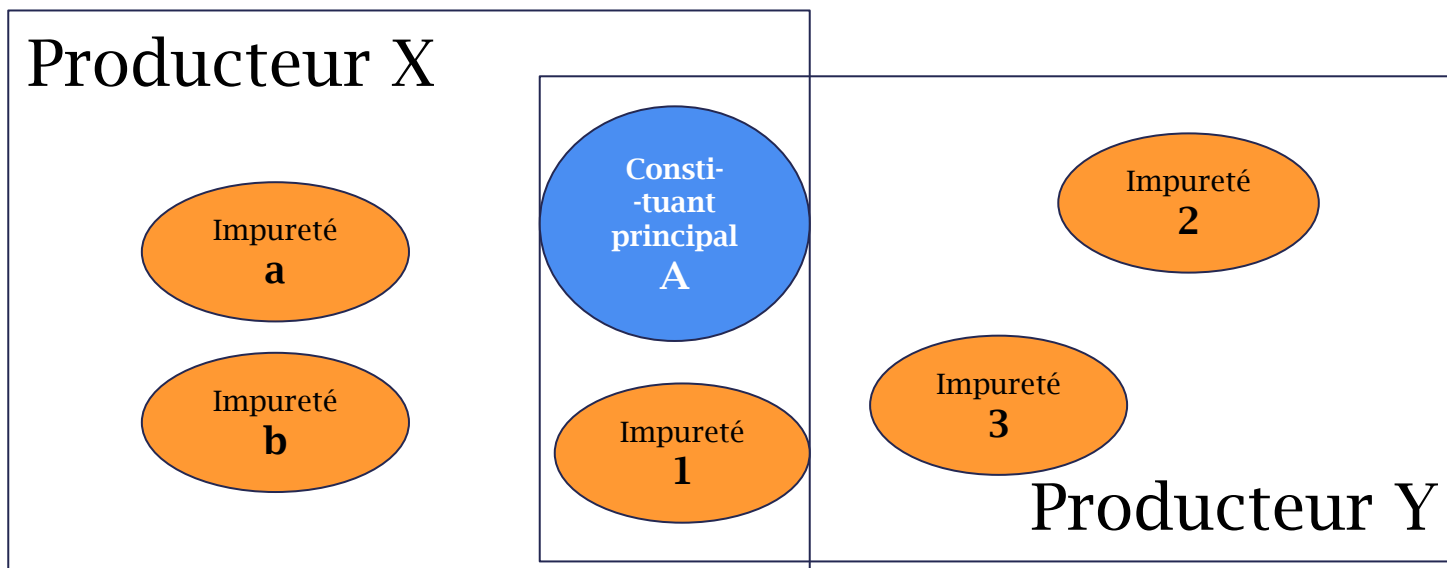 Producteur X
Consti-
-tuant
principal
A
Impureté
2
Impureté
a
Impureté
3
Impureté
b
Impureté
1
Producteur Y